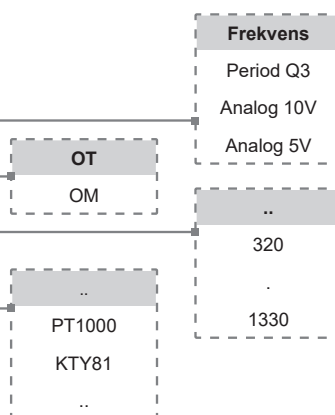 Frekvens
Period Q3
Analog 10V
Analog 5V
OT
OM
..
320
.
1330
..
PT1000
KTY81
..